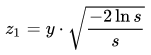 z₁ = y · √(−2 ln s / s)